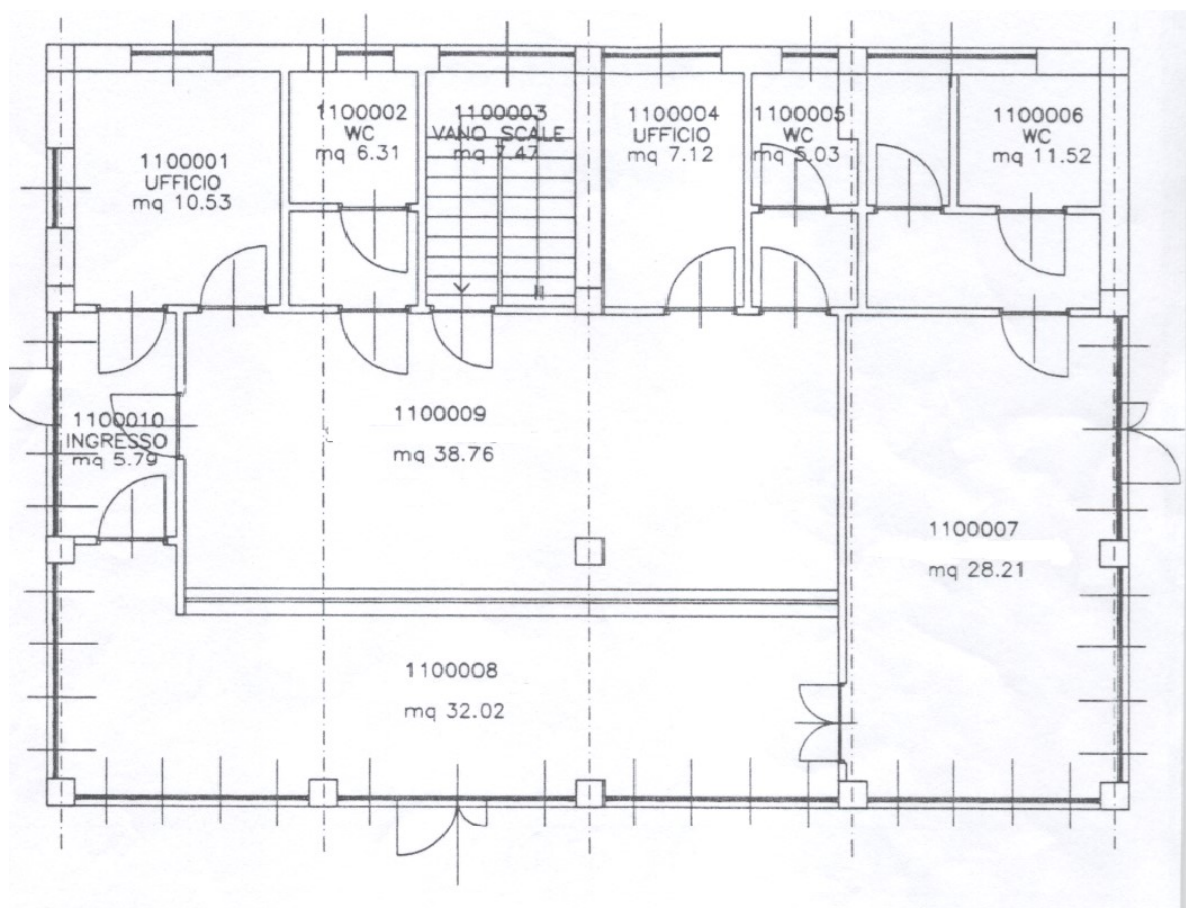 1100001
UFFICIO
mq 10.53
1100002
WC
mq 6.31
1100003
VANO SCALE
mq 7.47
1100004
UFFICIO
mq 7.12
1100005
WC
mq 5.03
1100006
WC
mq 11.52
1100010
INGRESSO
mq 5.79
1100009
mq 38.76
1100007
mq 28.21
1100008
mq 32.02